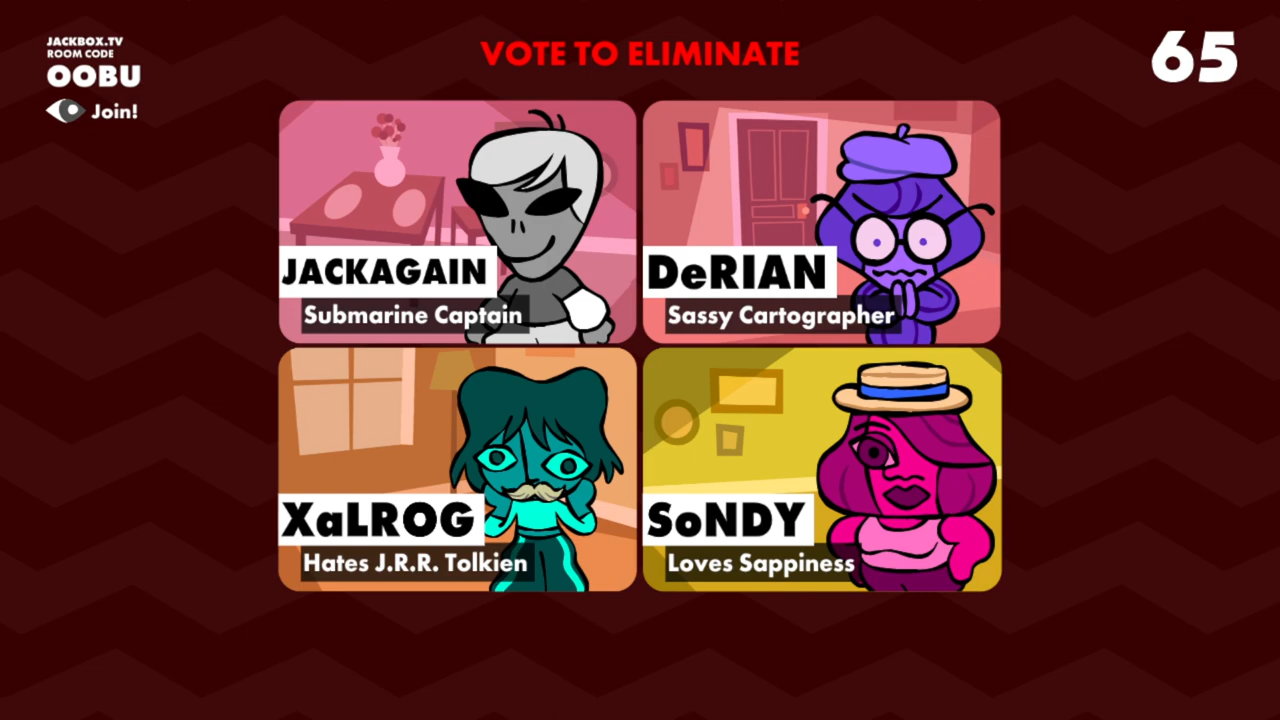 JACKBOX.TV
ROOM CODE
OOBU
Join!
VOTE TO ELIMINATE
65
JACKAGAIN
Submarine Captain
DeRIAN
Sassy Cartographer
XaLROG
Hates J.R.R. Tolkien
SoNDY
Loves Sappiness